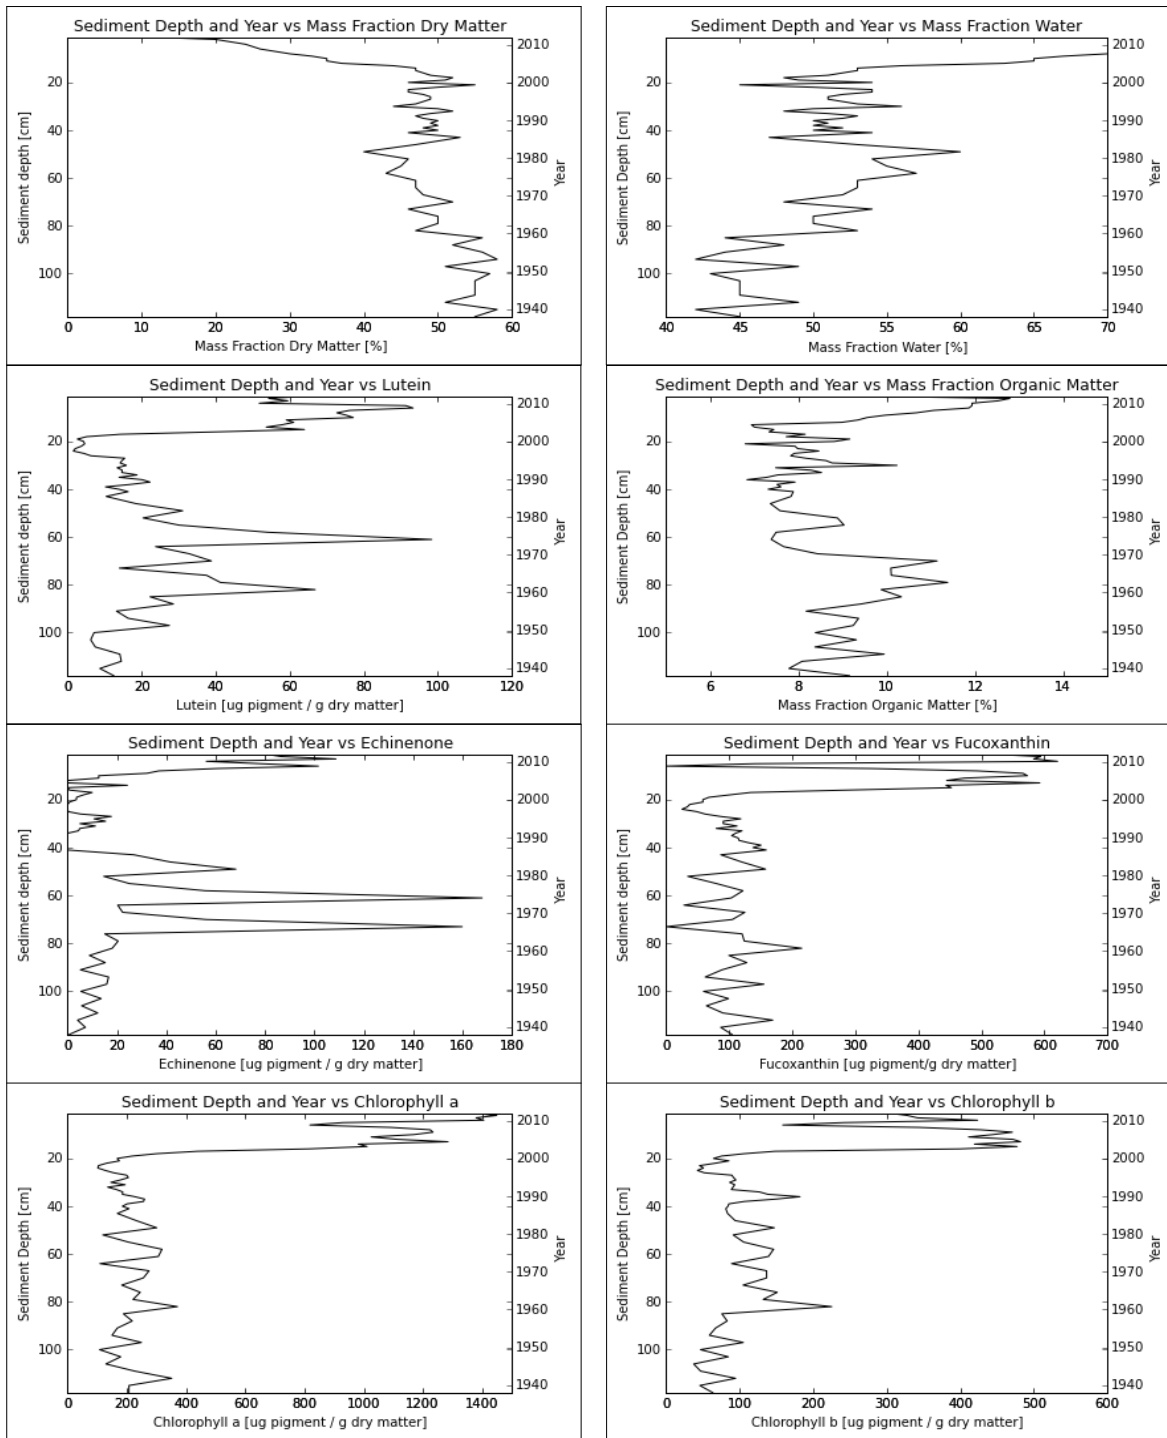 Sediment Depth and Year vs Mass Fraction Dry Matter
Sediment depth [cm]
20
40
60
80
100
2010
2000
1990
1980
1970
1960
1950
1940
Year
0 10 20 30 40 50 60
Mass Fraction Dry Matter [%]
Sediment Depth and Year vs Mass Fraction Water
Sediment Depth [cm]
20
40
60
80
100
2010
2000
1990
1980
1970
1960
1950
1940
Year
40 45 50 55 60 65 70
Mass Fraction Water [%]
Sediment Depth and Year vs Lutein
Sediment depth [cm]
20
40
60
80
100
2010
2000
1990
1980
1970
1960
1950
1940
Year
0 20 40 60 80 100 120
Lutein [ug pigment / g dry matter]
Sediment Depth and Year vs Mass Fraction Organic Matter
Sediment Depth [cm]
20
40
60
80
100
2010
2000
1990
1980
1970
1960
1950
1940
Year
6 8 10 12 14
Mass Fraction Organic Matter [%]
Sediment Depth and Year vs Echinenone
Sediment depth [cm]
20
40
60
80
100
2010
2000
1990
1980
1970
1960
1950
1940
Year
0 20 40 60 80 100 120 140 160 180
Echinenone [ug pigment / g dry matter]
Sediment Depth and Year vs Fucoxanthin
Sediment depth [cm]
20
40
60
80
100
2010
2000
1990
1980
1970
1960
1950
1940
Year
0 100 200 300 400 500 600 700
Fucoxanthin [ug pigment/g dry matter]
Sediment Depth and Year vs Chlorophyll a
Sediment Depth [cm]
20
40
60
80
100
2010
2000
1990
1980
1970
1960
1950
1940
Year
0 200 400 600 800 1000 1200 1400
Chlorophyll a [ug pigment / g dry matter]
Sediment Depth and Year vs Chlorophyll b
Sediment Depth [cm]
20
40
60
80
100
2010
2000
1990
1980
1970
1960
1950
1940
Year
0 100 200 300 400 500 600
Chlorophyll b [ug pigment / g dry matter]